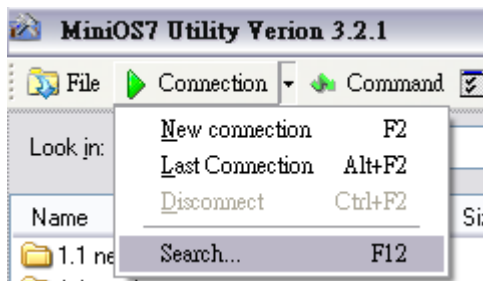 MiniOS7 Utility Verion 3.2.1
File Connection Command
New connection F2
Look in:
Last Connection Alt+F2
Disconnect Ctrl+F2
Name
Search... F12
1.1 ne